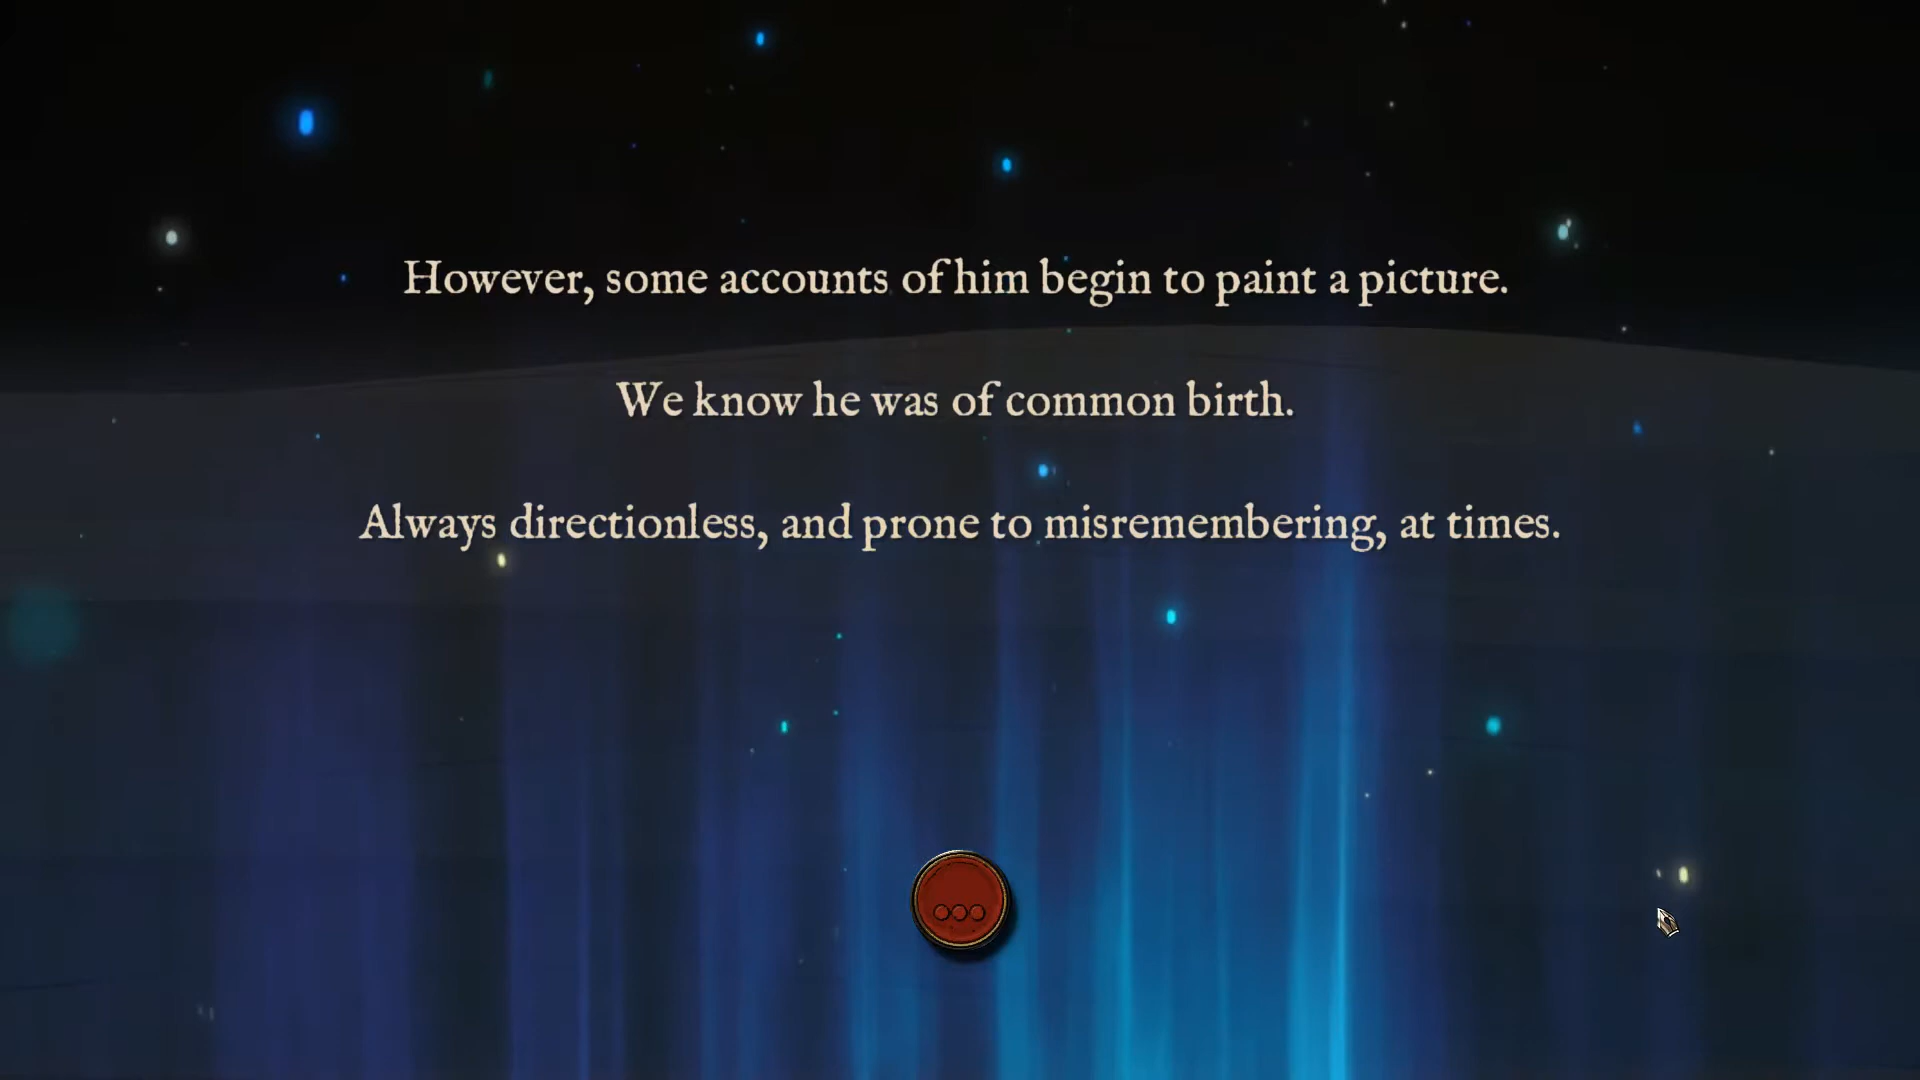 However, some accounts of him begin to paint a picture.
We know he was of common birth.
Always directionless, and prone to misremembering, at times.